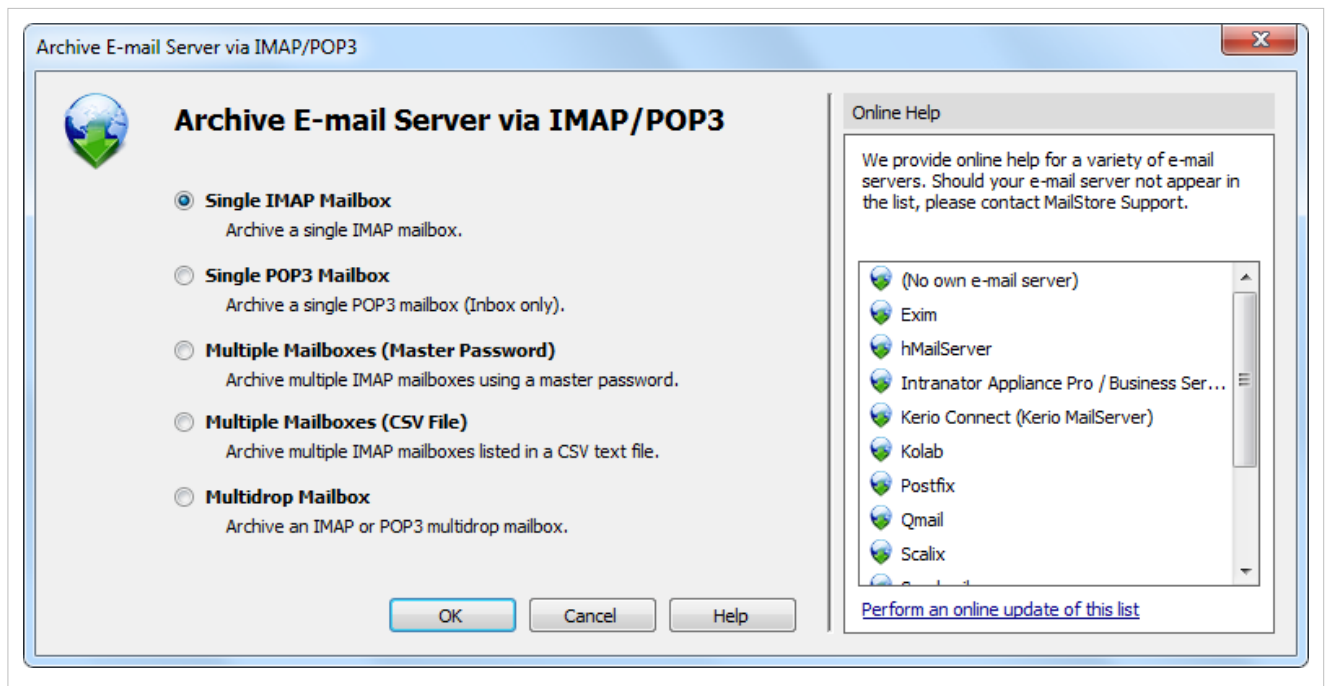 Archive E-mail Server via IMAP/POP3
Archive E-mail Server via IMAP/POP3
Single IMAP Mailbox
Archive a single IMAP mailbox.
Single POP3 Mailbox
Archive a single POP3 mailbox (Inbox only).
Multiple Mailboxes (Master Password)
Archive multiple IMAP mailboxes using a master password.
Multiple Mailboxes (CSV File)
Archive multiple IMAP mailboxes listed in a CSV text file.
Multidrop Mailbox
Archive an IMAP or POP3 multidrop mailbox.
OK
Cancel
Help
Online Help
We provide online help for a variety of e-mail
servers. Should your e-mail server not appear in
the list, please contact MailStore Support.
(No own e-mail server)
Exim
hMailServer
Intranator Appliance Pro / Business Ser...
Kerio Connect (Kerio MailServer)
Kolab
Postfix
Qmail
Scalix
Perform an online update of this list